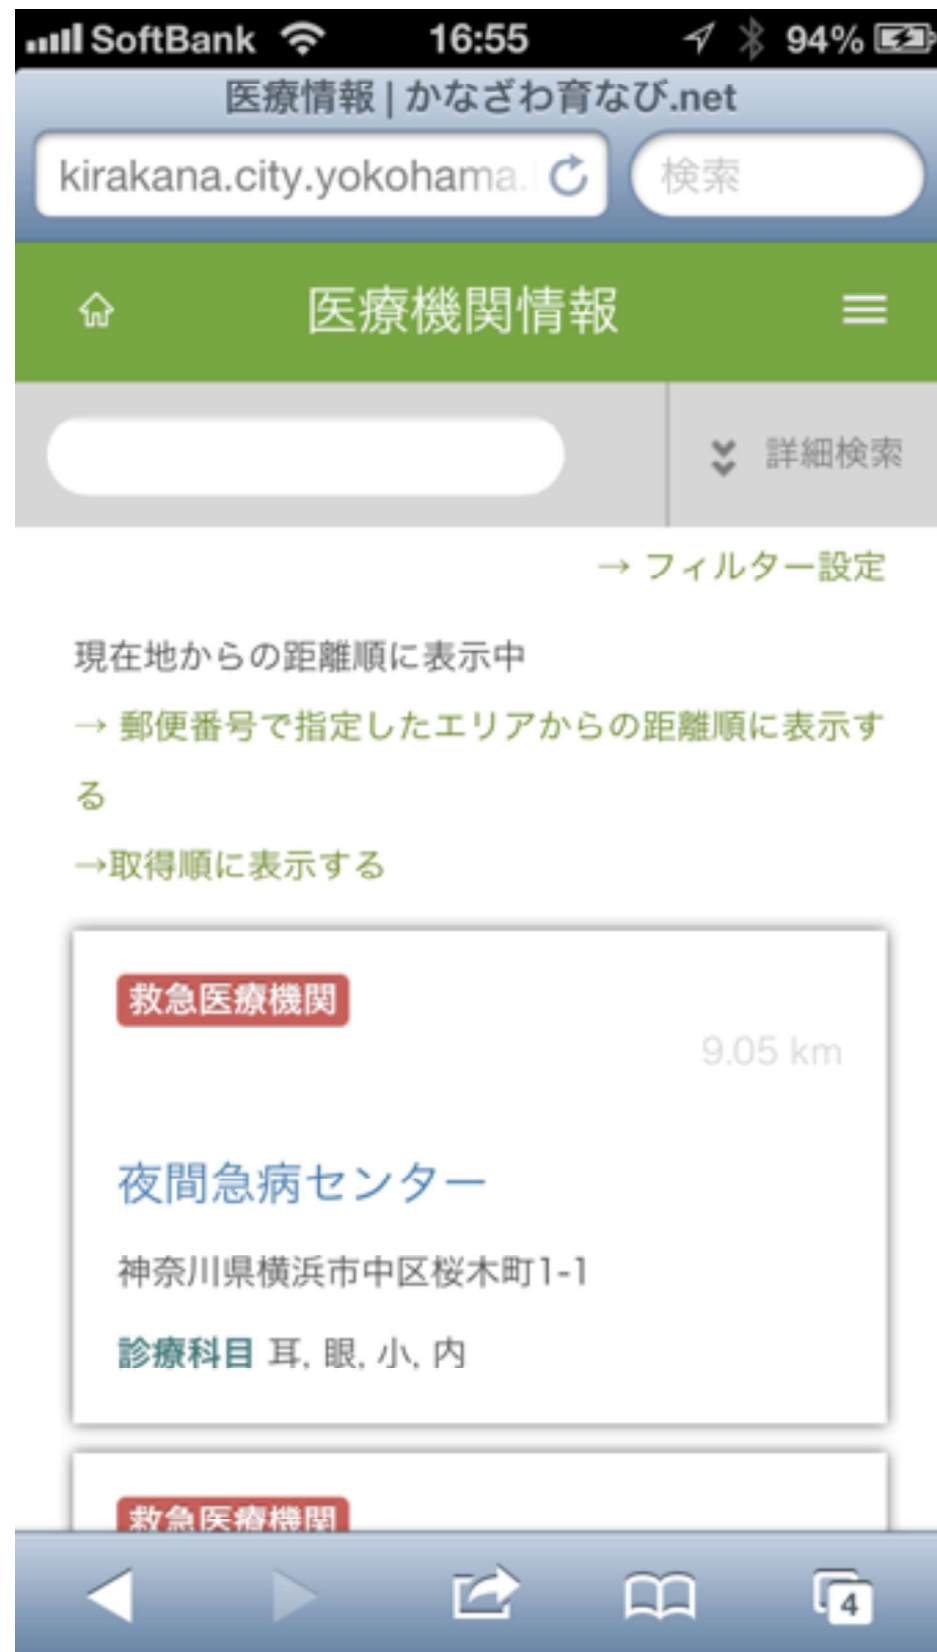 SoftBank 16:55 94%
医療情報 | かなざわ育なび.net
kirakana.city.yokohama. 検索
医療機関情報
詳細検索
→ フィルター設定
現在地からの距離順に表示中
→ 郵便番号で指定したエリアからの距離順に表示す
る
→取得順に表示する
救急医療機関
9.05 km
夜間急病センター
神奈川県横浜市中区桜木町1-1
診療科目 耳, 眼, 小, 内
救急医療機関
4